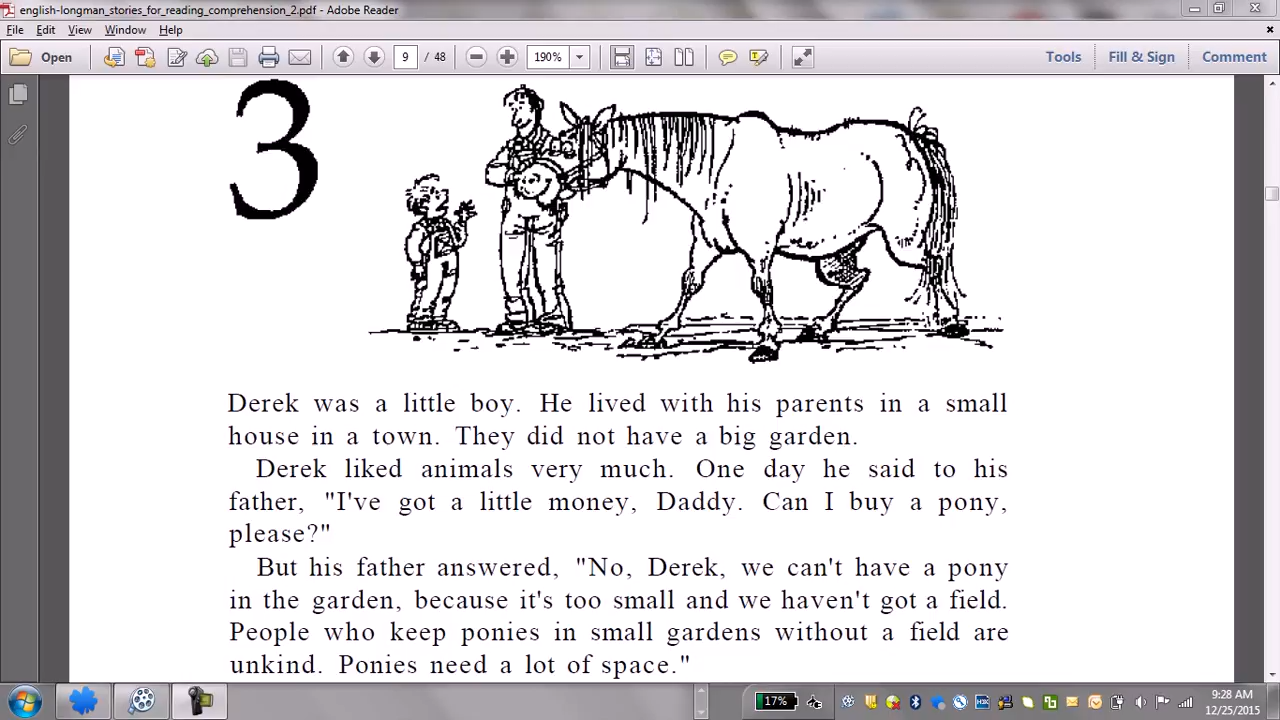 english-longman_stories_for_reading_comprehension_2.pdf - Adobe Reader
File Edit View Window Help
Open 9 / 48 190% Tools Fill & Sign Comment
3
Derek was a little boy. He lived with his parents in a small
house in a town. They did not have a big garden.
Derek liked animals very much. One day he said to his
father, "I've got a little money, Daddy. Can I buy a pony,
please?"
But his father answered, "No, Derek, we can't have a pony
in the garden, because it's too small and we haven't got a field.
People who keep ponies in small gardens without a field are
unkind. Ponies need a lot of space."
17%
9:28 AM
12/25/2015